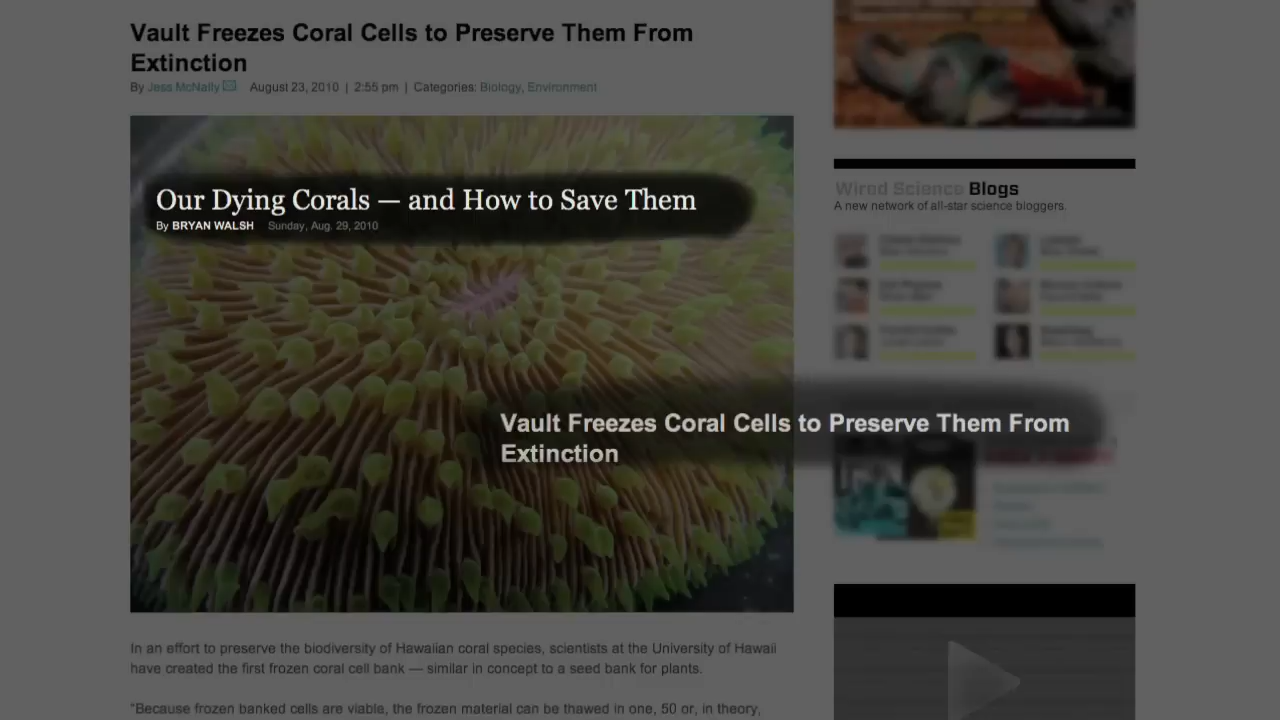 Vault Freezes Coral Cells to Preserve Them From
Extinction
By Jess McNally August 23, 2010 | 2:55 pm | Categories: Biology, Environment
Our Dying Corals — and How to Save Them
By BRYAN WALSH Sunday, Aug. 29, 2010
Wired Science Blogs
A new network of all-star science bloggers.
Vault Freezes Coral Cells to Preserve Them From
Extinction
In an effort to preserve the biodiversity of Hawaiian coral species, scientists at the University of Hawaii
have created the first frozen coral cell bank — similar in concept to a seed bank for plants.
"Because frozen banked cells are viable, the frozen material can be thawed in one, 50 or, in theory,